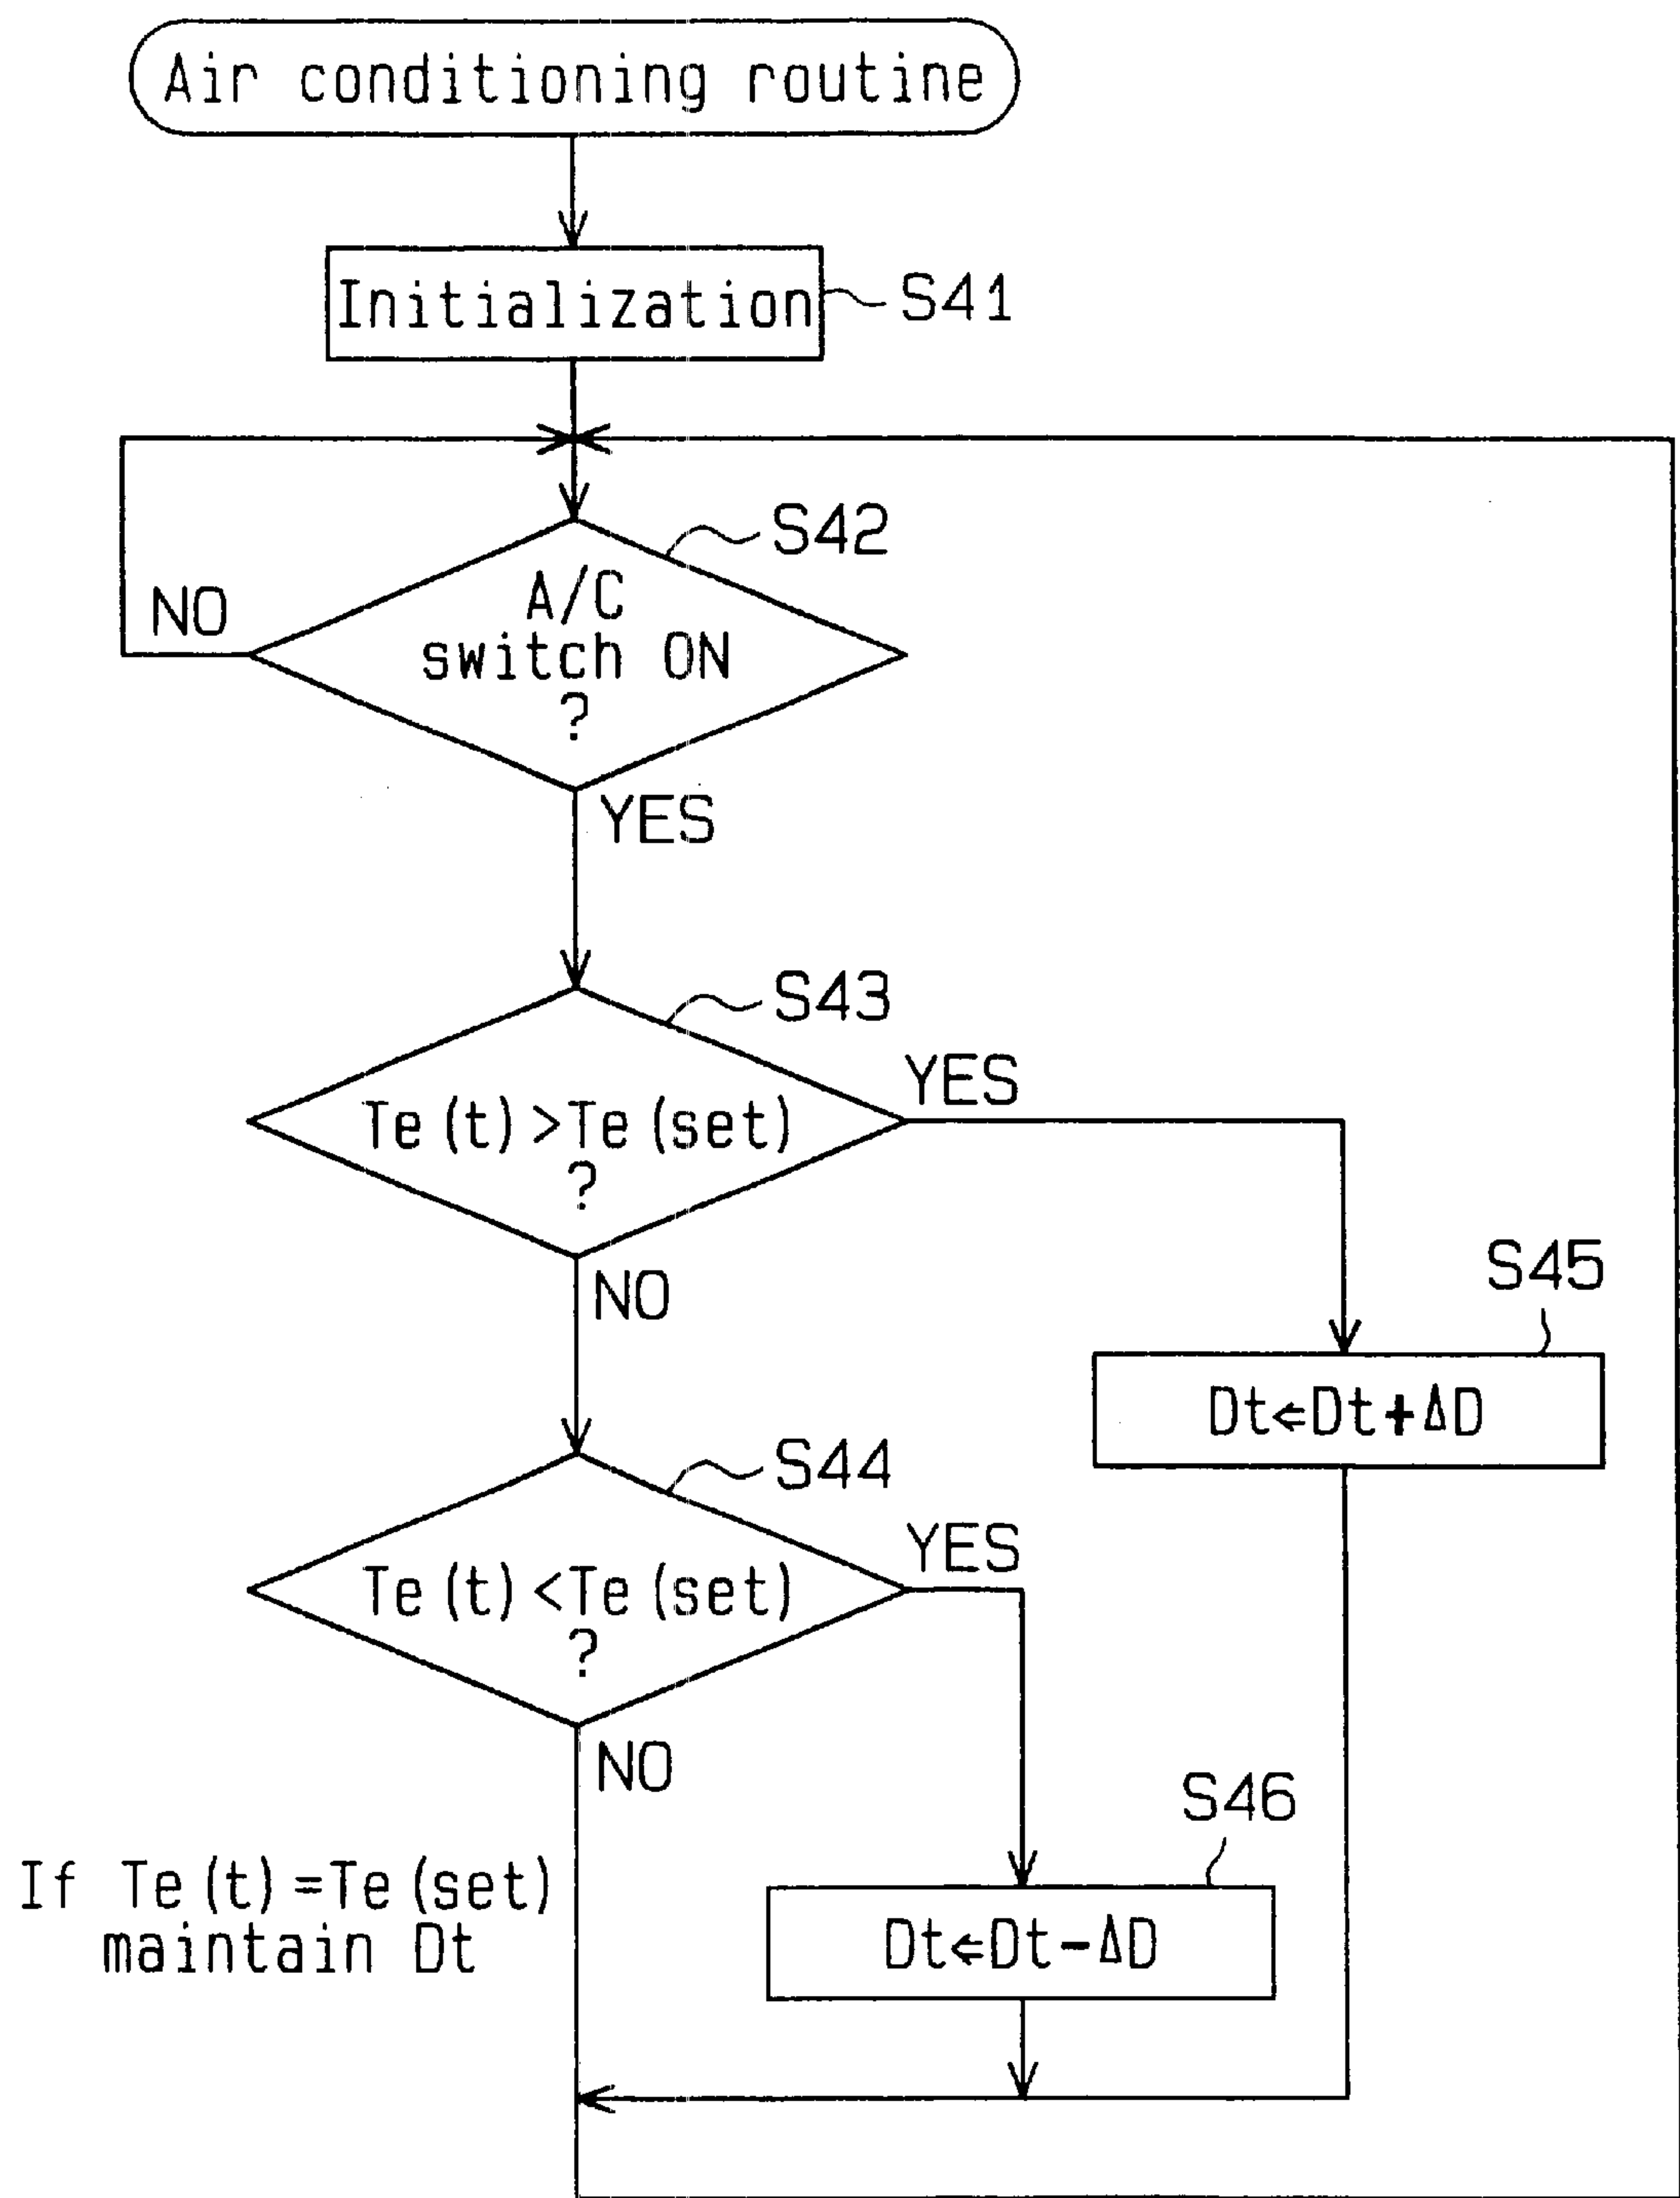 Air conditioning routine
Initialization
S41
S42
A/C
switch ON
?
NO
YES
S43
Te(t)>Te(set)
?
YES
NO
S45
Dt⇐Dt+ΔD
S44
Te(t)<Te(set)
?
YES
NO
S46
Dt⇐Dt-ΔD
If Te(t)=Te(set)
maintain Dt